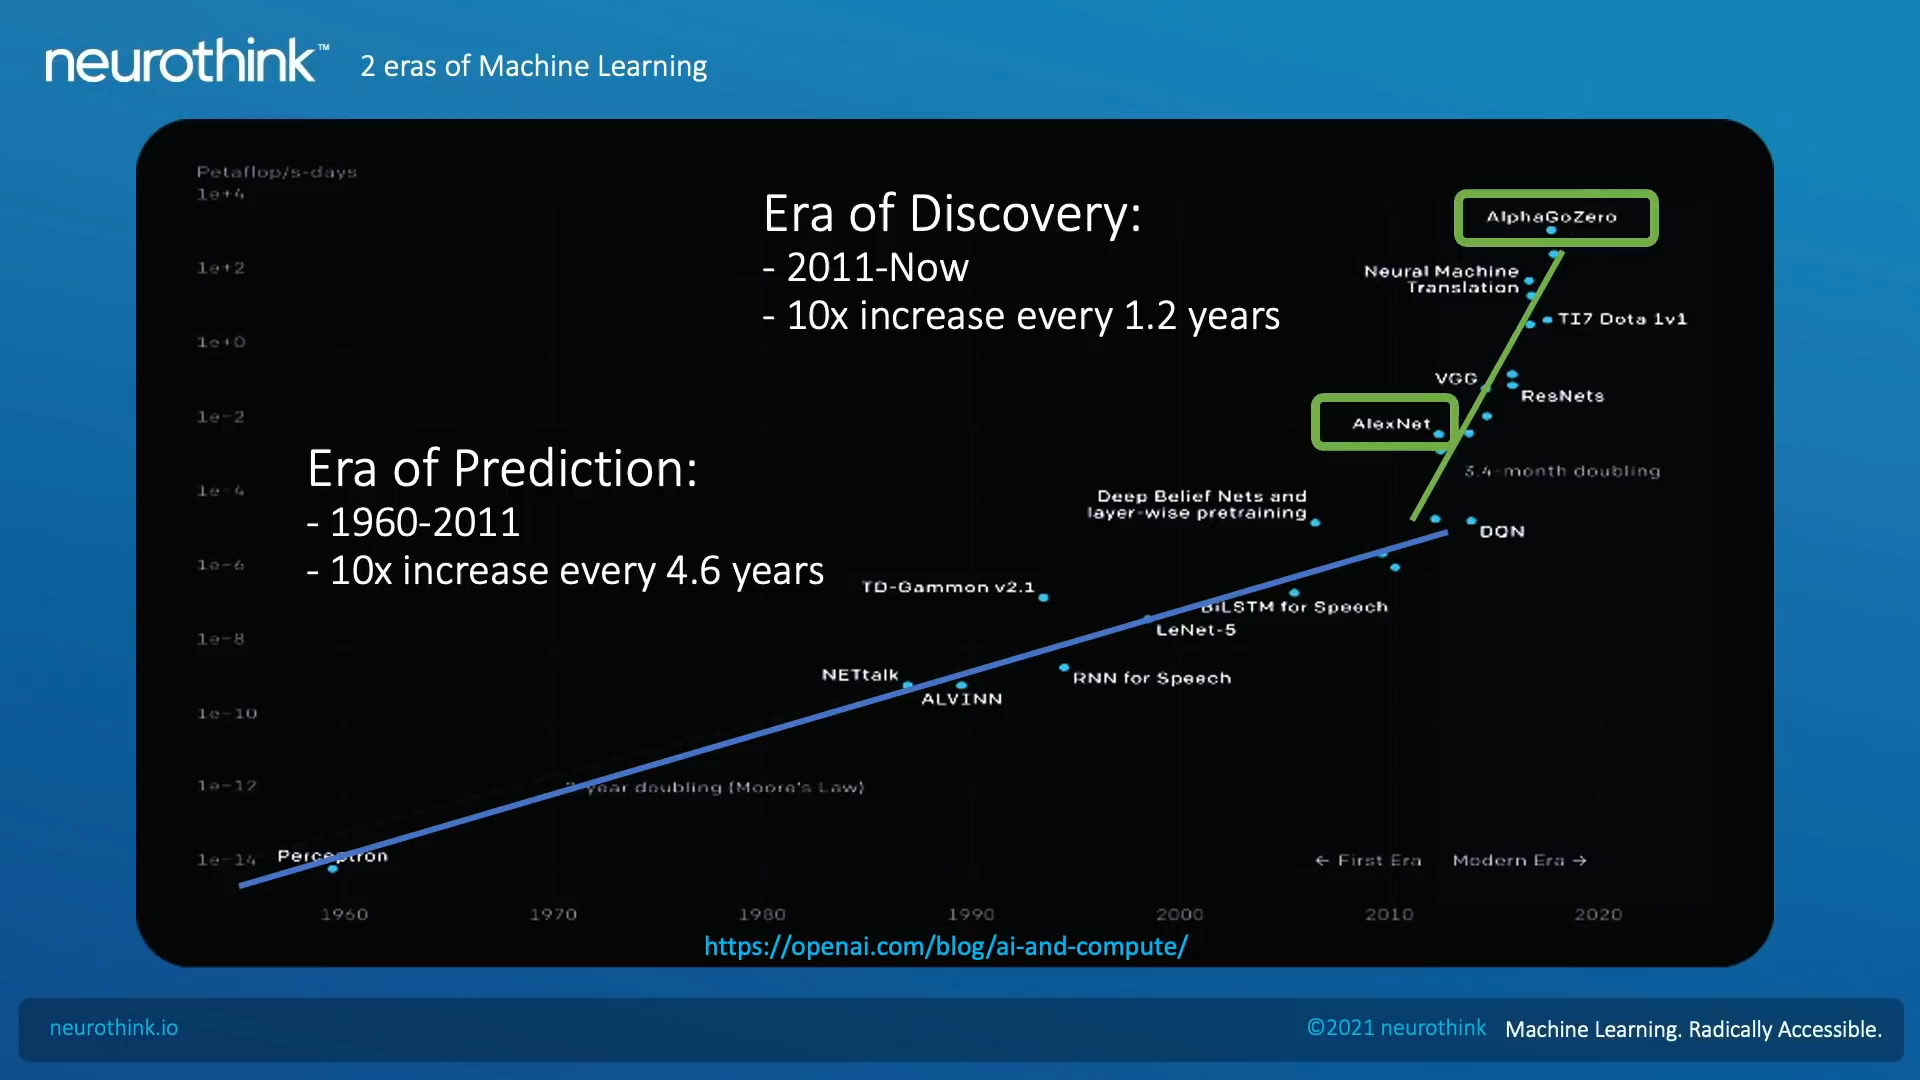 neurothink™ 2 eras of Machine Learning
Petaflop/s-days
1e+4
1e+2
1e+0
1e-2
1e-4
1e-6
1e-8
1e-10
1e-12
1e-14
Era of Discovery:
- 2011-Now
- 10x increase every 1.2 years
Era of Prediction:
- 1960-2011
- 10x increase every 4.6 years
AlphaGoZero
Neural Machine
Translation
TI7 Dota 1v1
VGG
ResNets
AlexNet
3.4-month doubling
Deep Belief Nets and
layer-wise pretraining
DQN
TD-Gammon v2.1
BiLSTM for Speech
LeNet-5
NETtalk
RNN for Speech
ALVINN
year doubling (Moore's Law)
Perceptron
← First Era Modern Era →
1960 1970 1980 1990 2000 2010 2020
https://openai.com/blog/ai-and-compute/
neurothink.io ©2021 neurothink Machine Learning. Radically Accessible.